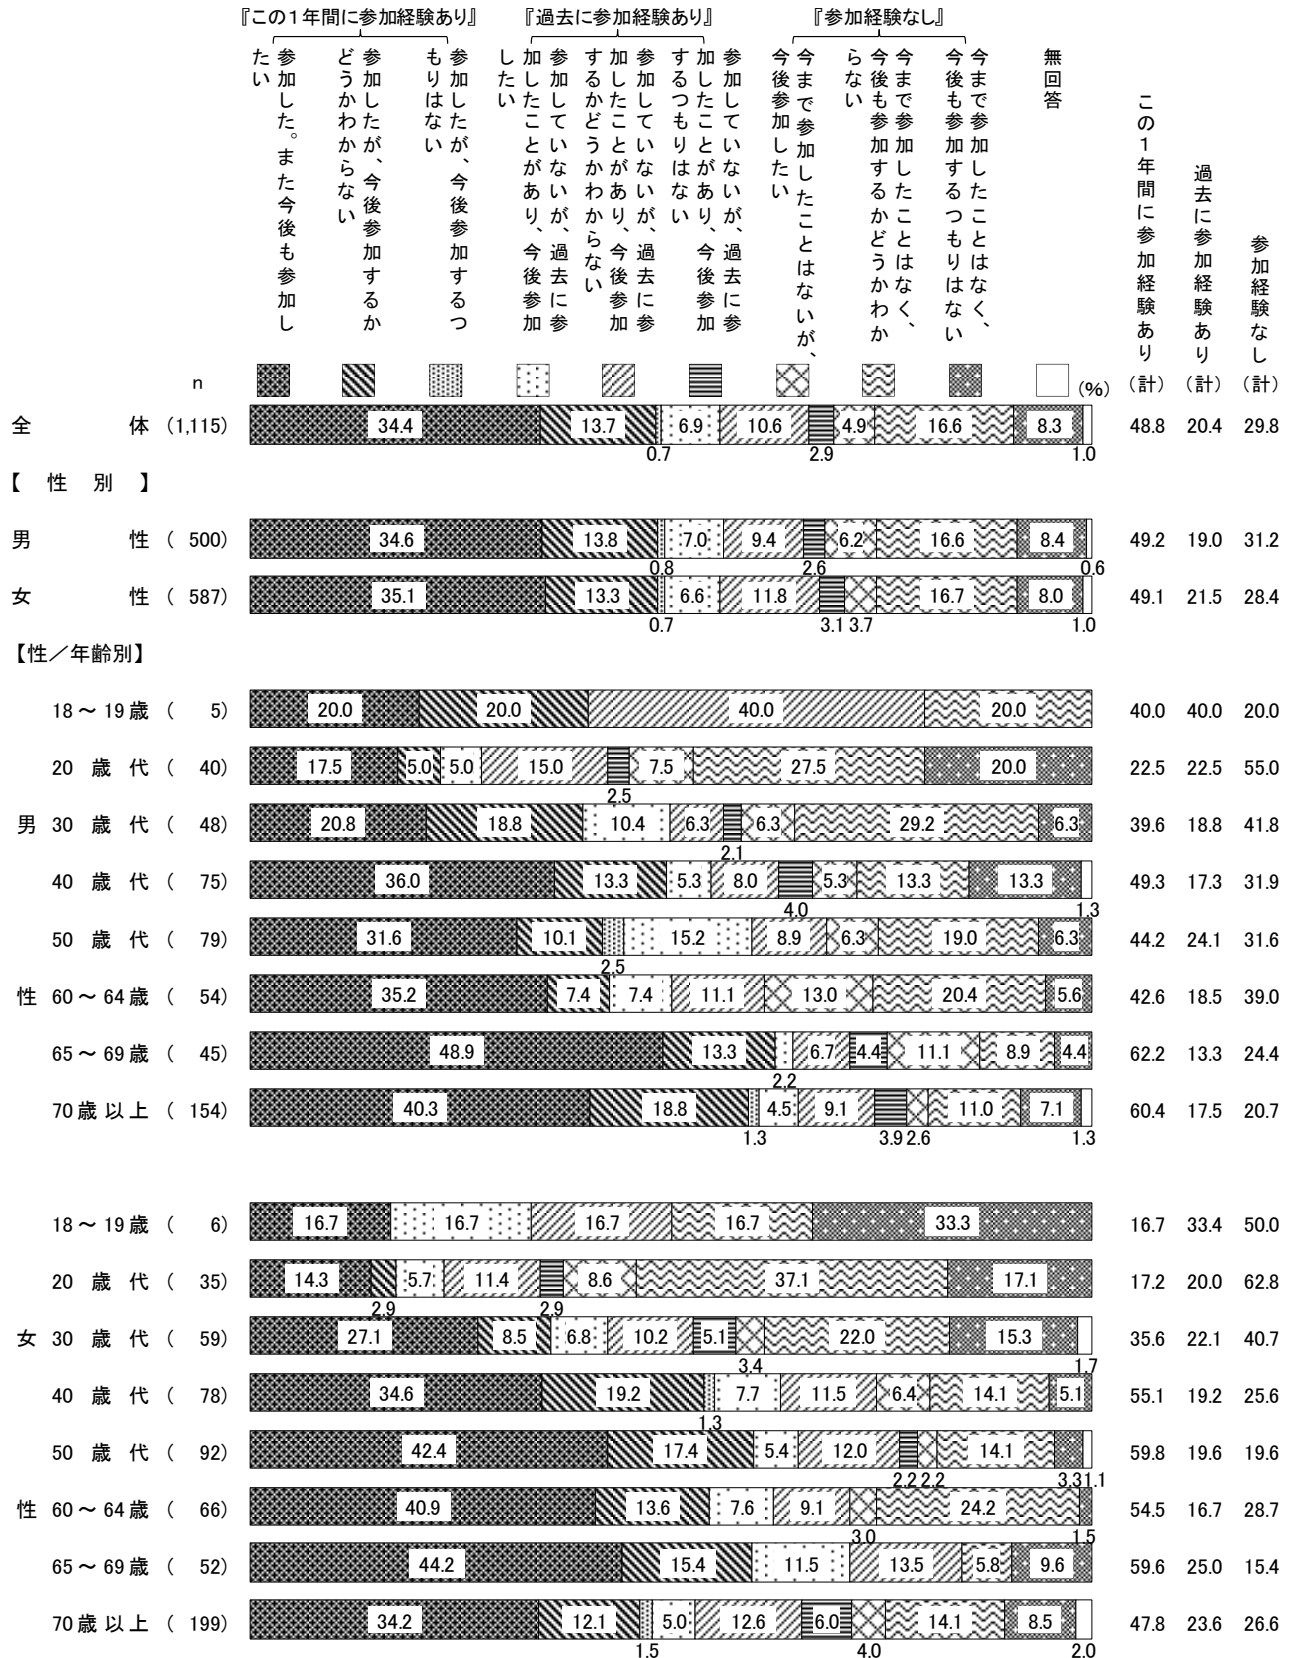 『この1年間に参加経験あり』 『過去に参加経験あり』 『参加経験なし』
参加した。また今後も参加し
たい
参加したが、今後参加するか
どうかわからない
参加したが、今後参加するつ
もりはない
参加していないが、過去に参
加したことがあり、今後参加
したい
参加していないが、過去に参
加したことがあり、今後参加
するかどうかわからない
参加していないが、過去に参
加したことがあり、今後参加
するつもりはない
今まで参加したことはないが、
今後参加したい
今まで参加したことはなく、
今後も参加するかどうかわか
らない
今まで参加したことはなく、
今後も参加するつもりはない
無回答
この1年間に参加経験あり(計)
過去に参加経験あり(計)
参加経験なし(計)
n (%)
全体 (1,115) 34.4 13.7 0.7 6.9 10.6 2.9 4.9 16.6 8.3 1.0 48.8 20.4 29.8
【性別】
男性 (500) 34.6 13.8 0.8 7.0 9.4 2.6 6.2 16.6 8.4 0.6 49.2 19.0 31.2
女性 (587) 35.1 13.3 0.7 6.6 11.8 3.1 3.7 16.7 8.0 1.0 49.1 21.5 28.4
【性/年齢別】
18~19歳 (5) 20.0 20.0 40.0 20.0 40.0 40.0 20.0
20歳代 (40) 17.5 5.0 5.0 15.0 2.5 7.5 27.5 20.0 22.5 22.5 55.0
男 30歳代 (48) 20.8 18.8 10.4 6.3 2.1 6.3 29.2 6.3 39.6 18.8 41.8
40歳代 (75) 36.0 13.3 5.3 8.0 4.0 5.3 13.3 13.3 1.3 49.3 17.3 31.9
50歳代 (79) 31.6 10.1 2.5 15.2 8.9 6.3 19.0 6.3 44.2 24.1 31.6
性 60~64歳 (54) 35.2 7.4 7.4 11.1 13.0 20.4 5.6 42.6 18.5 39.0
65~69歳 (45) 48.9 13.3 2.2 6.7 4.4 11.1 8.9 4.4 62.2 13.3 24.4
70歳以上 (154) 40.3 18.8 1.3 4.5 9.1 3.9 2.6 11.0 7.1 1.3 60.4 17.5 20.7
18~19歳 (6) 16.7 16.7 16.7 16.7 33.3 16.7 33.4 50.0
20歳代 (35) 14.3 2.9 5.7 11.4 2.9 8.6 37.1 17.1 17.2 20.0 62.8
女 30歳代 (59) 27.1 8.5 6.8 10.2 5.1 3.4 22.0 15.3 1.7 35.6 22.1 40.7
40歳代 (78) 34.6 19.2 1.3 7.7 11.5 6.4 14.1 5.1 55.1 19.2 25.6
50歳代 (92) 42.4 17.4 5.4 12.0 2.2 2.2 14.1 3.3 1.1 59.8 19.6 19.6
性 60~64歳 (66) 40.9 13.6 7.6 9.1 3.0 24.2 1.5 54.5 16.7 28.7
65~69歳 (52) 44.2 15.4 11.5 13.5 5.8 9.6 59.6 25.0 15.4
70歳以上 (199) 34.2 12.1 1.5 5.0 12.6 6.0 4.0 14.1 8.5 2.0 47.8 23.6 26.6